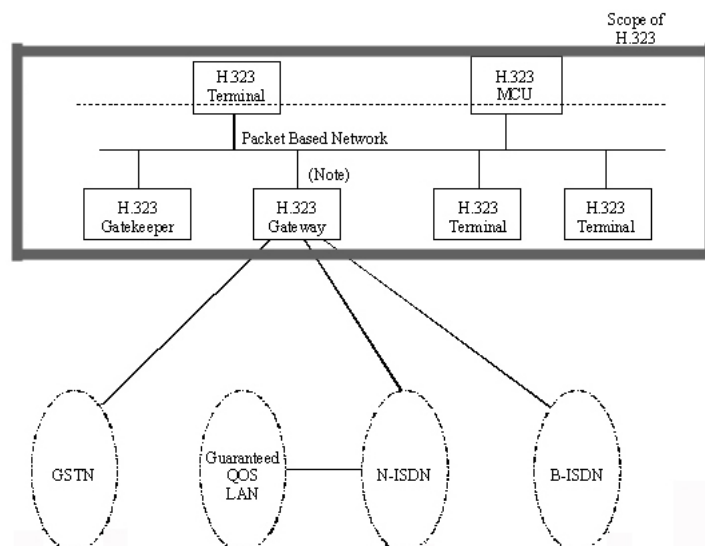 Scope of
H.323
H.323
Terminal
H.323
MCU
Packet Based Network
(Note)
H.323
Gatekeeper
H.323
Gateway
H.323
Terminal
H.323
Terminal
GSTN
Guaranteed
QOS
LAN
N-ISDN
B-ISDN